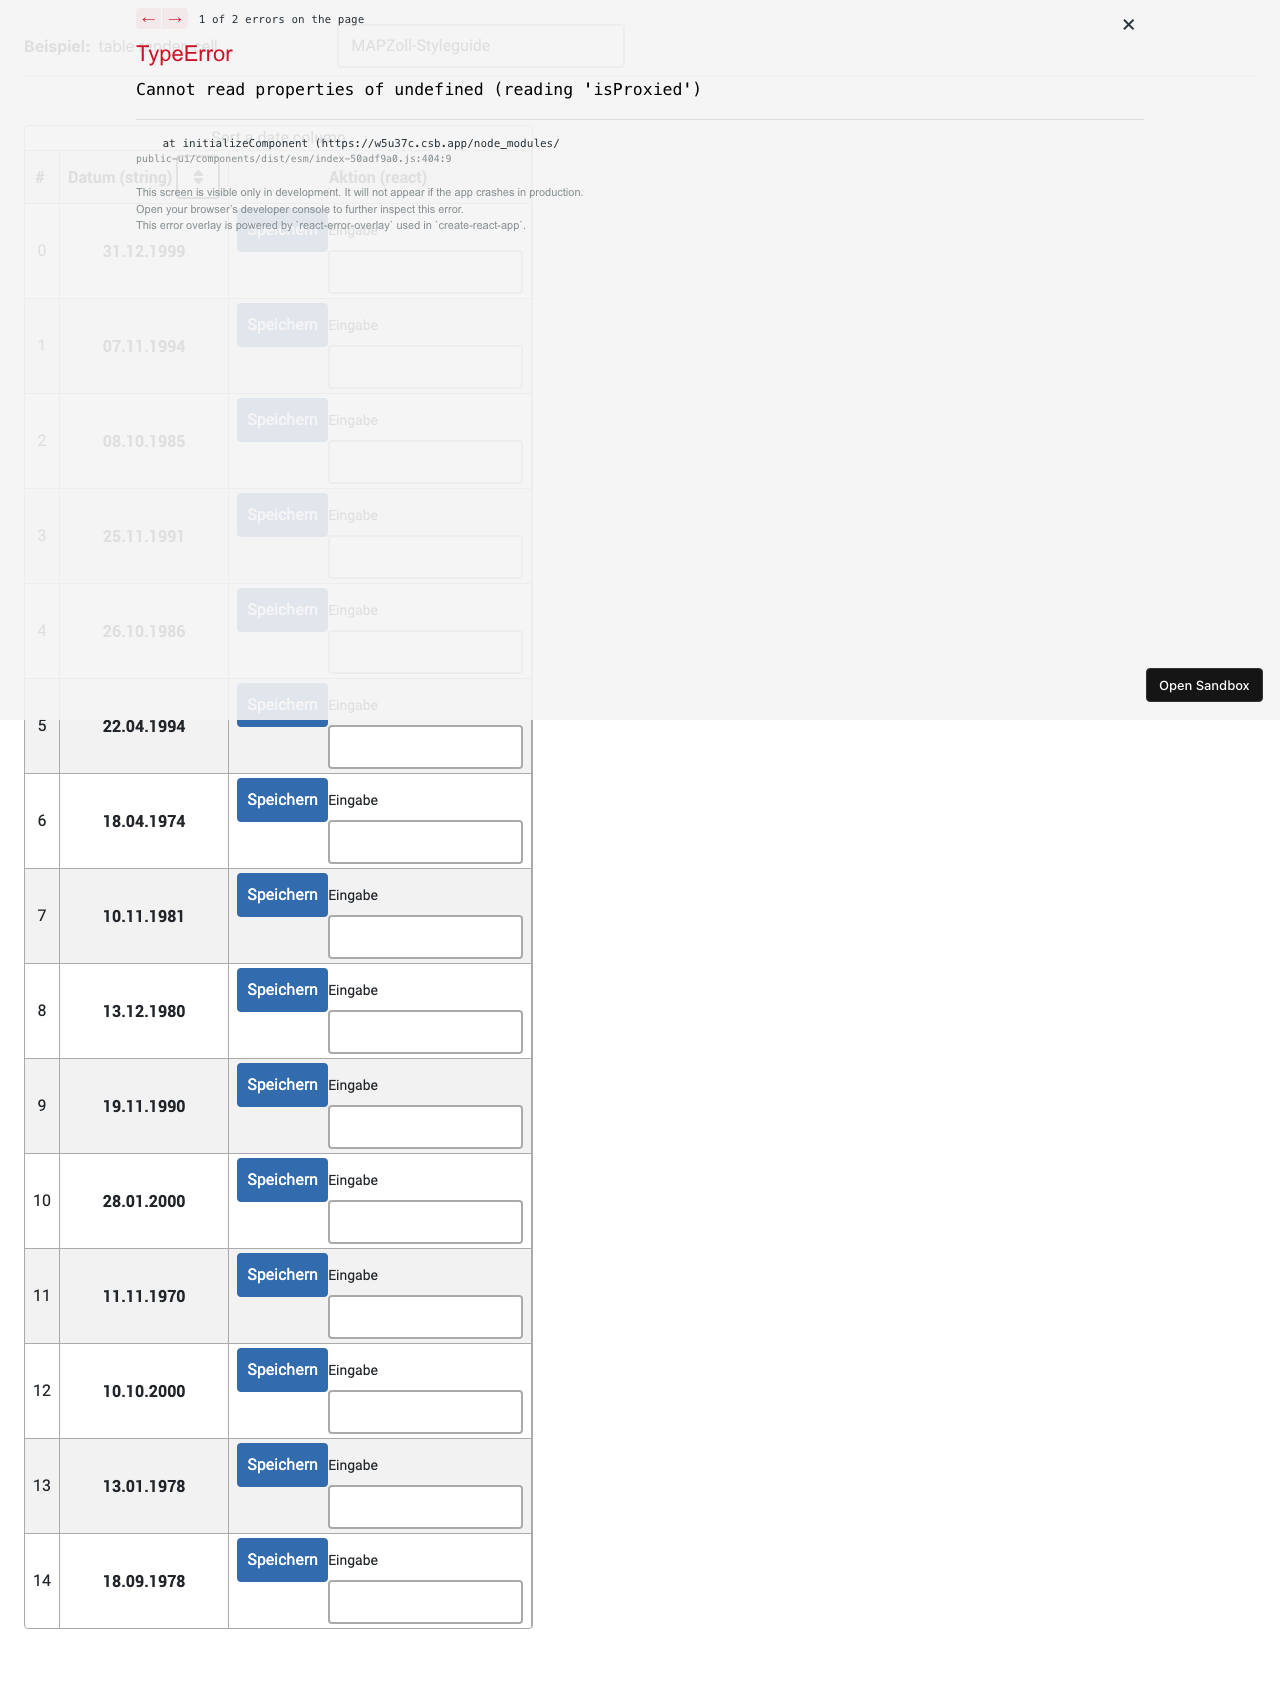 ← → 1 of 2 errors on the page
×
Beispiel: table-render-cell
MAPZoll-Styleguide
TypeError
Cannot read properties of undefined (reading 'isProxied')
Sort a date column
at initializeComponent (https://w5u37c.csb.app/node_modules/
public-ui/components/dist/esm/index-50adf9a0.js:404:9
# Datum (string) Aktion (react)
This screen is visible only in development. It will not appear if the app crashes in production.
Open your browser's developer console to further inspect this error.
This error overlay is powered by `react-error-overlay` used in `create-react-app`.
Speichern Eingabe
0 31.12.1999
Speichern Eingabe
1 07.11.1994
Speichern Eingabe
2 08.10.1985
Speichern Eingabe
3 25.11.1991
Speichern Eingabe
4 26.10.1986
Open Sandbox
Speichern Eingabe
5 22.04.1994
Speichern Eingabe
6 18.04.1974
Speichern Eingabe
7 10.11.1981
Speichern Eingabe
8 13.12.1980
Speichern Eingabe
9 19.11.1990
Speichern Eingabe
10 28.01.2000
Speichern Eingabe
11 11.11.1970
Speichern Eingabe
12 10.10.2000
Speichern Eingabe
13 13.01.1978
Speichern Eingabe
14 18.09.1978